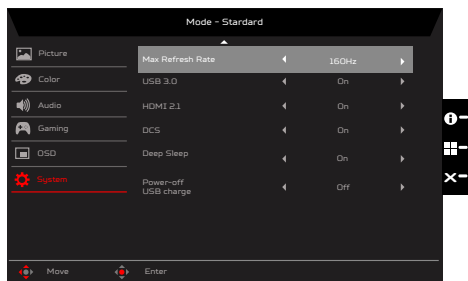 Mode - Stardard
Picture
Color
Audio
Gaming
OSD
System
Max Refresh Rate 160Hz
USB 3.0 On
HDMI 2.1 On
DCS On
Deep Sleep On
Power-off
USB charge Off
Move Enter